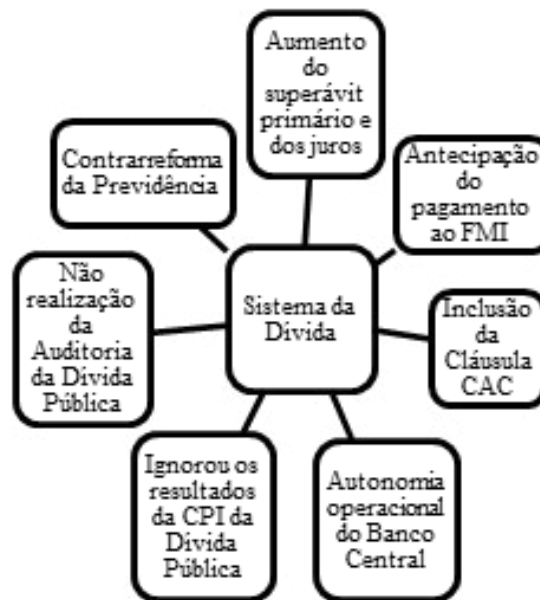 Aumento
do
superávit
primário e
dos juros
Antecipação
do
pagamento
ao FMI
Inclusão
da
Cláusula
CAC
Autonomia
operacional
do Banco
Central
Ignorou os
resultados
da CPI da
Dívida
Pública
Não
realização
da
Auditoria
da Dívida
Pública
Contrarreforma
da Previdência
Sistema da
Dívida